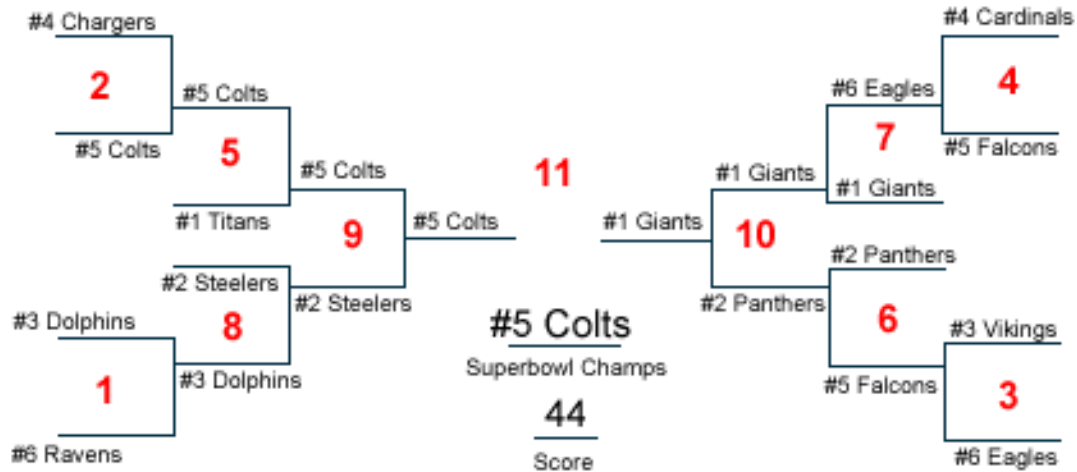 #4 Chargers
#4 Cardinals
2
4
#5 Colts
#6 Eagles
#5 Colts
5
7
#5 Falcons
#5 Colts
11
#1 Giants
#1 Giants
#1 Titans
9
#5 Colts
#1 Giants
10
#2 Steelers
#2 Panthers
#2 Steelers
#2 Panthers
#3 Dolphins
8
#5 Colts
6
#3 Vikings
Superbowl Champs
1
#3 Dolphins
#5 Falcons
3
44
#6 Ravens
Score
#6 Eagles